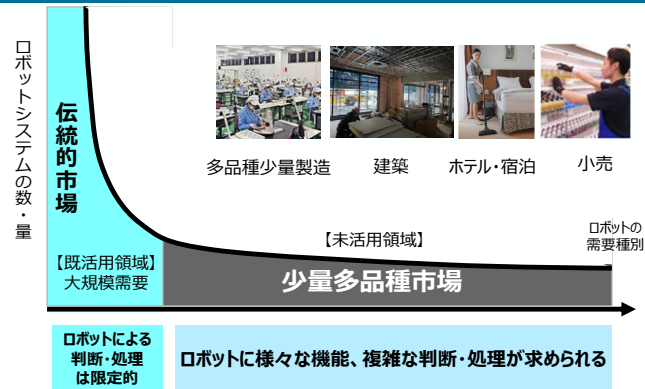 ロボットシステムの数・量
伝統的市場
【既活用領域】
大規模需要
多品種少量製造
建築
ホテル・宿泊
小売
【未活用領域】
少量多品種市場
ロボットの
需要種別
ロボットによる
判断・処理
は限定的
ロボットに様々な機能、複雑な判断・処理が求められる